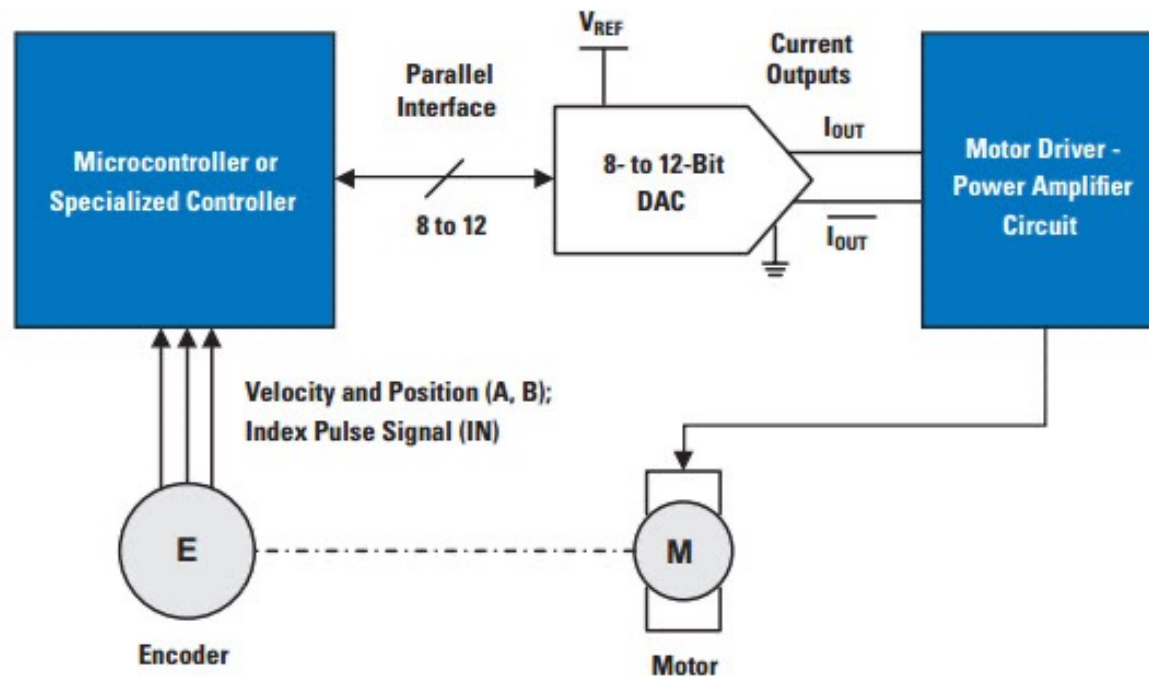 Microcontroller or
Specialized Controller
Parallel
Interface
8 to 12
VREF
8- to 12-Bit
DAC
Current
Outputs
IOUT
IOUT
Motor Driver -
Power Amplifier
Circuit
Velocity and Position (A, B);
Index Pulse Signal (IN)
E
Encoder
M
Motor